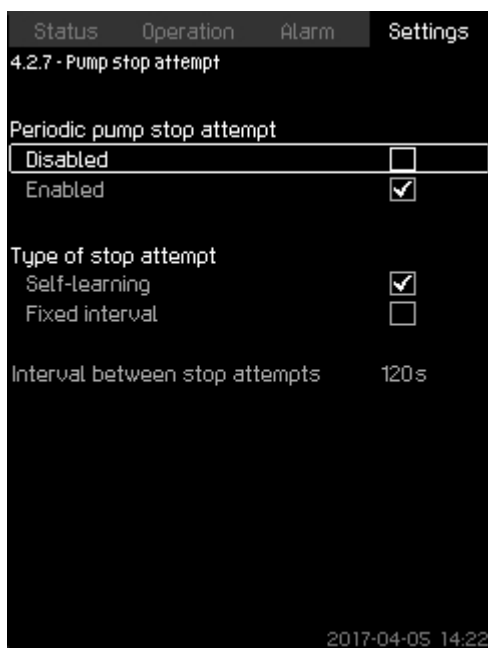 Status Operation Alarm Settings
4.2.7 - Pump stop attempt
Periodic pump stop attempt
Disabled
Enabled
Type of stop attempt
Self-learning
Fixed interval
Interval between stop attempts 120s
2017-04-05 14:22